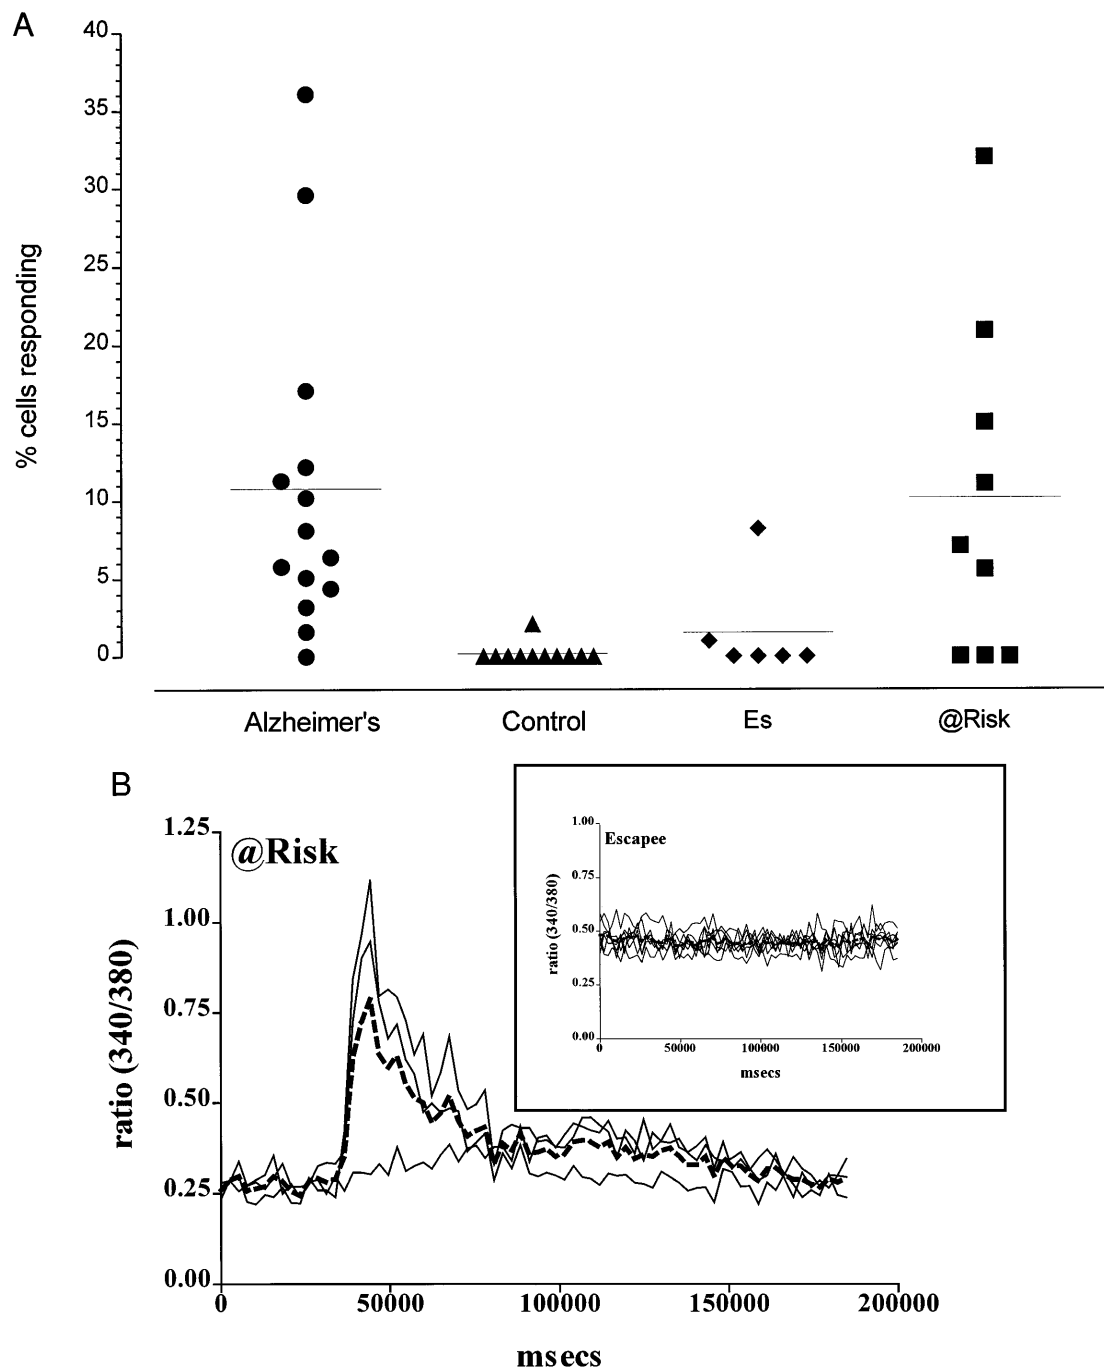 A
40
35
30
25
20
15
10
5
0
% cells responding
Alzheimer's Control Es @Risk
B
@Risk
1.25
1.00
0.75
0.50
0.25
0.00
ratio (340/380)
0 50000 100000 150000 200000
msecs
Escapee
1.00
0.75
0.50
0.25
0.00
ratio (340/380)
0 50000 100000 150000 200000
msecs